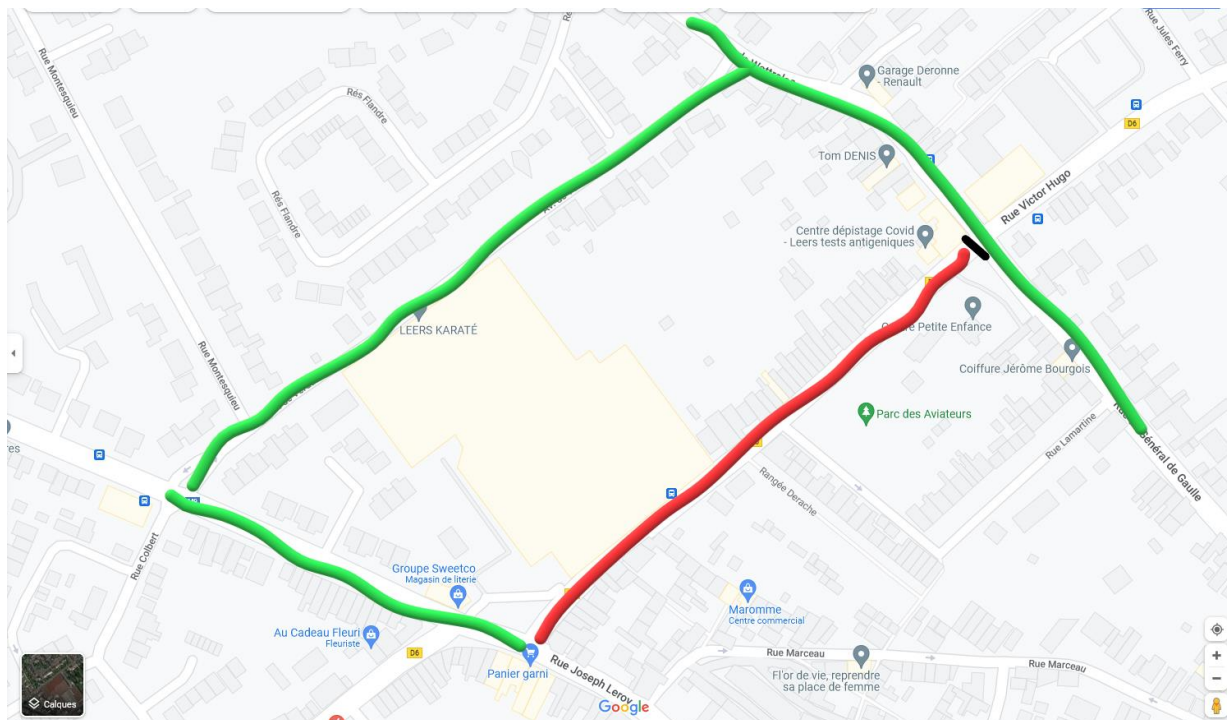 Rue Montesquieu
Rés Flandre
Garage Deronne
- Renault
Rue Jules Ferry
D6
Tom DENIS
Rés Flandre
Rue Victor Hugo
Centre dépistage Covid
- Leers tests antigeniques
LEERS KARATÉ
Petite Enfance
Rue Montesquieu
Coiffure Jérôme Bourgois
Parc des Aviateurs
Rue Lamartine
Général de Gaulle
Rangée Derache
Rue Colbert
Groupe Sweetco
Magasin de literie
Maromme
Centre commercial
Au Cadeau Fleuri
Fleuriste
D6
Panier garni
Rue Joseph Leroy
Rue Marceau
Rue Marceau
Fl'or de vie, reprendre
sa place de femme
Calques
Google